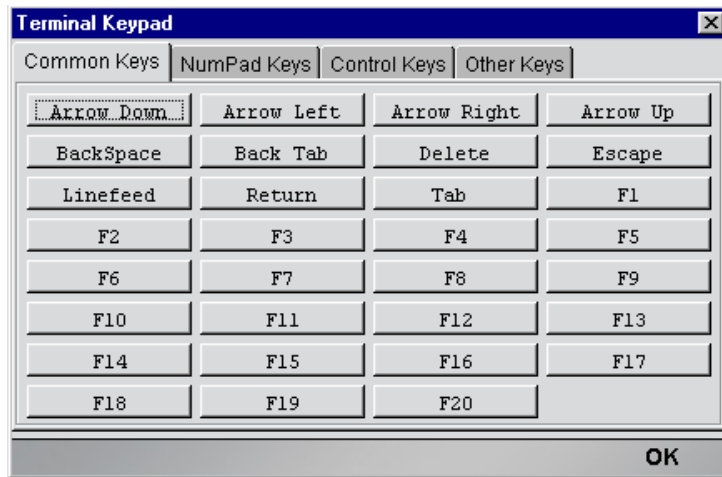 Terminal Keypad
Common Keys NumPad Keys Control Keys Other Keys
Arrow Down Arrow Left Arrow Right Arrow Up
BackSpace Back Tab Delete Escape
Linefeed Return Tab F1
F2 F3 F4 F5
F6 F7 F8 F9
F10 F11 F12 F13
F14 F15 F16 F17
F18 F19 F20
OK